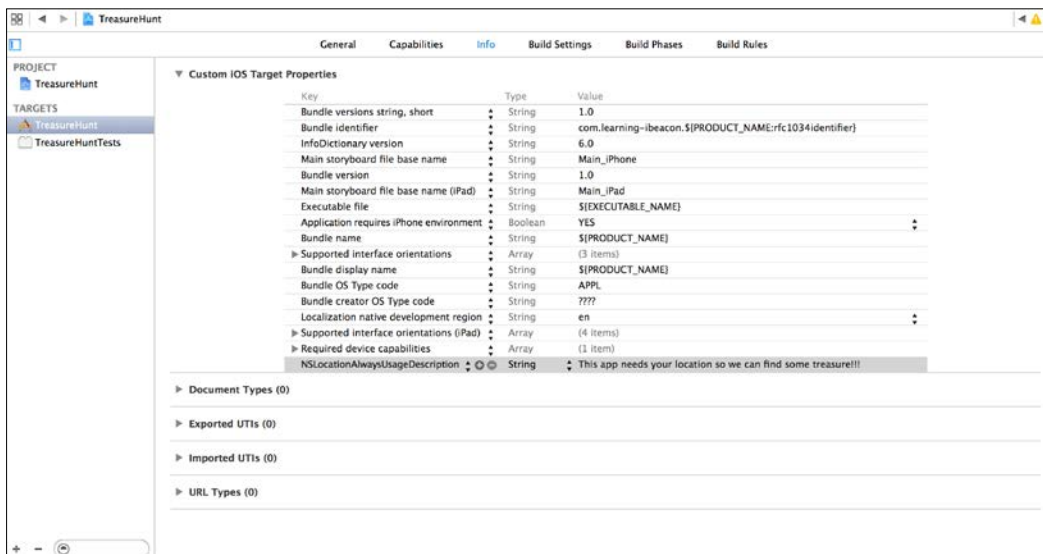 TreasureHunt
General Capabilities Info Build Settings Build Phases Build Rules
PROJECT
TreasureHunt
TARGETS
TreasureHunt
TreasureHuntTests
Custom iOS Target Properties
Key Type Value
Bundle versions string, short String 1.0
Bundle identifier String com.learning-ibeacon.${PRODUCT_NAME:rfc1034identifier}
InfoDictionary version String 6.0
Main storyboard file base name String Main_iPhone
Bundle version String 1.0
Main storyboard file base name (iPad) String Main_iPad
Executable file String ${EXECUTABLE_NAME}
Application requires iPhone environment Boolean YES
Bundle name String ${PRODUCT_NAME}
Supported interface orientations Array (3 items)
Bundle display name String ${PRODUCT_NAME}
Bundle OS Type code String APPL
Bundle creator OS Type code String ????
Localization native development region String en
Supported interface orientations (iPad) Array (4 items)
Required device capabilities Array (1 item)
NSLocationAlwaysUsageDescription String This app needs your location so we can find some treasure!!!
Document Types (0)
Exported UTIs (0)
Imported UTIs (0)
URL Types (0)